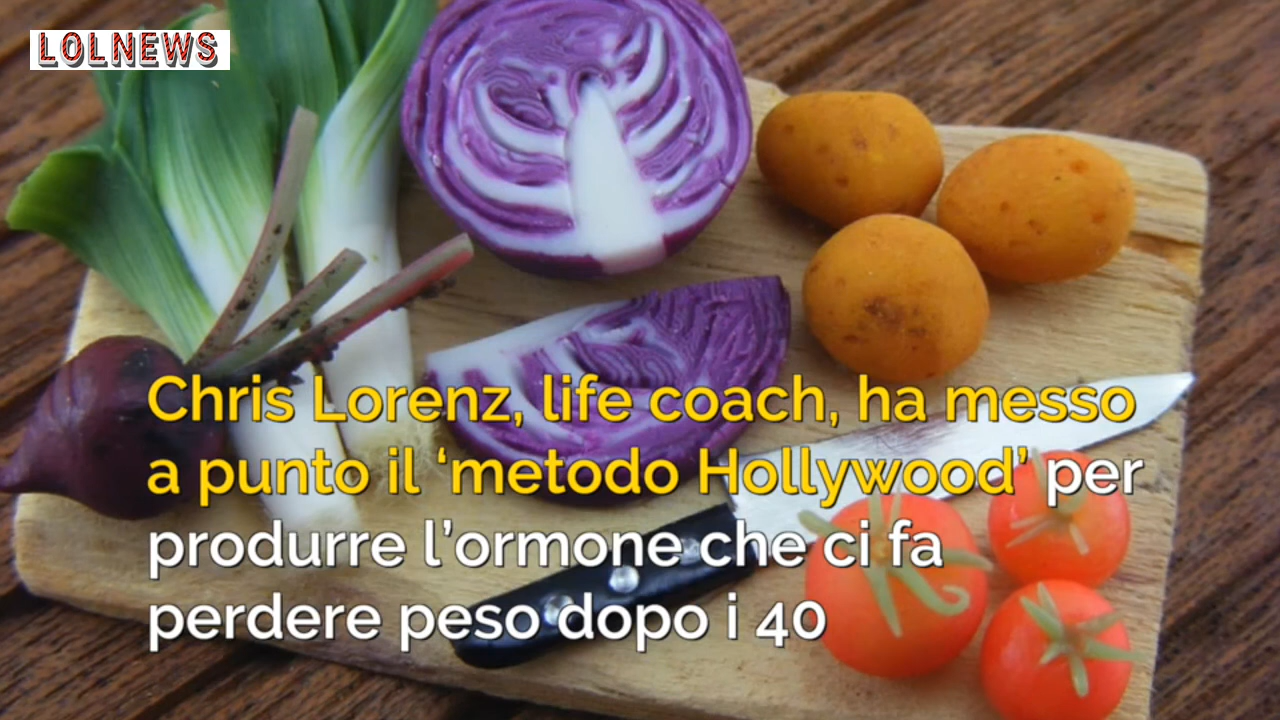 LOLNEWS
Chris Lorenz, life coach, ha messo
a punto il ‘metodo Hollywood’ per
produrre l’ormone che ci fa
perdere peso dopo i 40